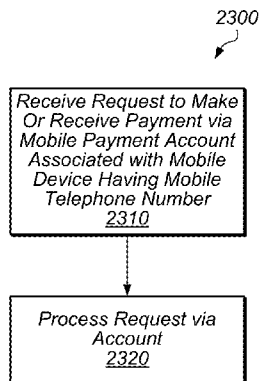 2300
Receive Request to Make
Or Receive Payment via
Mobile Payment Account
Associated with Mobile
Device Having Mobile
Telephone Number
2310
Process Request via
Account
2320